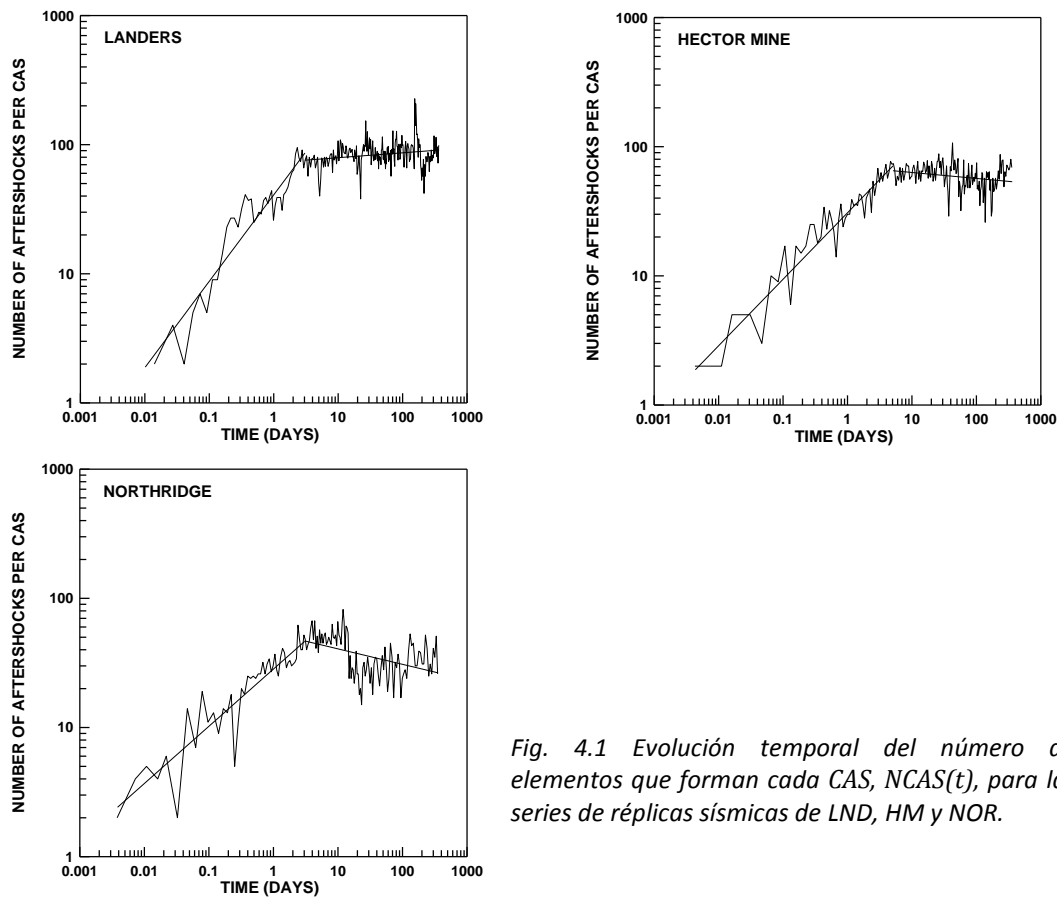 LANDERS
NUMBER OF AFTERSHOCKS PER CAS
1000
100
10
1
0.001 0.01 0.1 1 10 100 1000
TIME (DAYS)
HECTOR MINE
NUMBER OF AFTERSHOCKS PER CAS
1000
100
10
1
0.001 0.01 0.1 1 10 100 1000
TIME (DAYS)
NORTHRIDGE
NUMBER OF AFTERSHOCKS PER CAS
1000
100
10
1
0.001 0.01 0.1 1 10 100 1000
TIME (DAYS)
Fig. 4.1 Evolución temporal del número
elementos que forman cada CAS, NCAS(t), para
series de réplicas sísmicas de LND, HM y NOR.